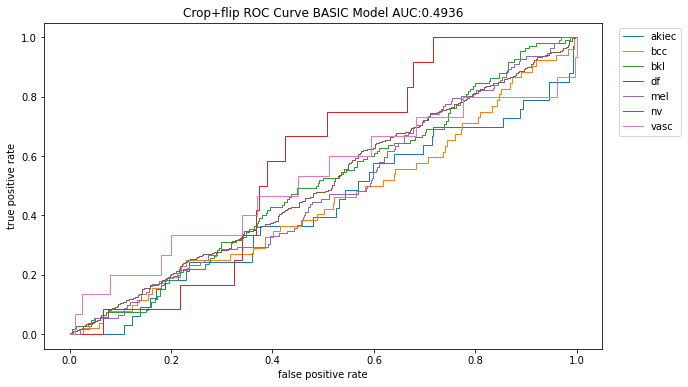 Crop+flip ROC Curve BASIC Model AUC:0.4936
true positive rate
1.0
0.8
0.6
0.4
0.2
0.0
0.0 0.2 0.4 0.6 0.8 1.0
false positive rate
akiec
bcc
bkl
df
mel
nv
vasc